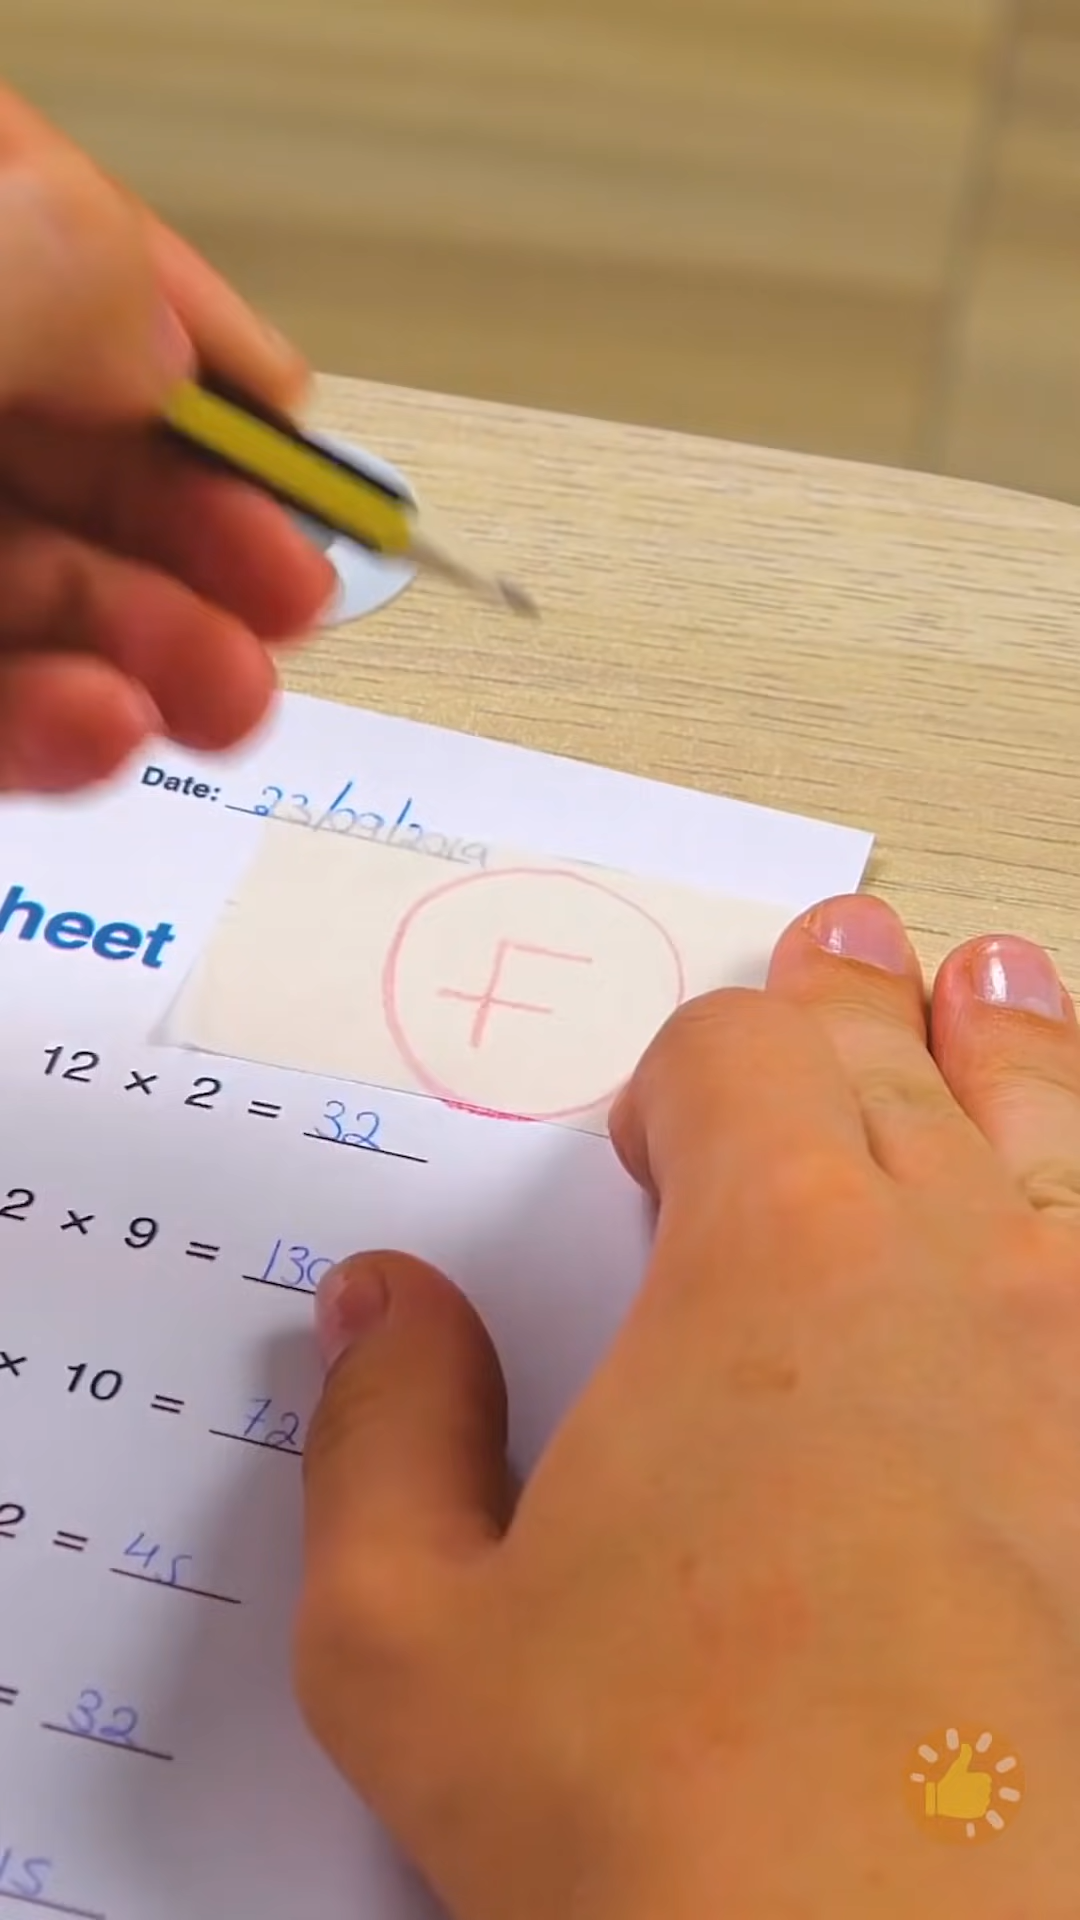 Date: 23/09/2019
heet
F
12 × 2 = 32
2 × 9 = 130
× 10 = 72
2 = 45
= 32
15